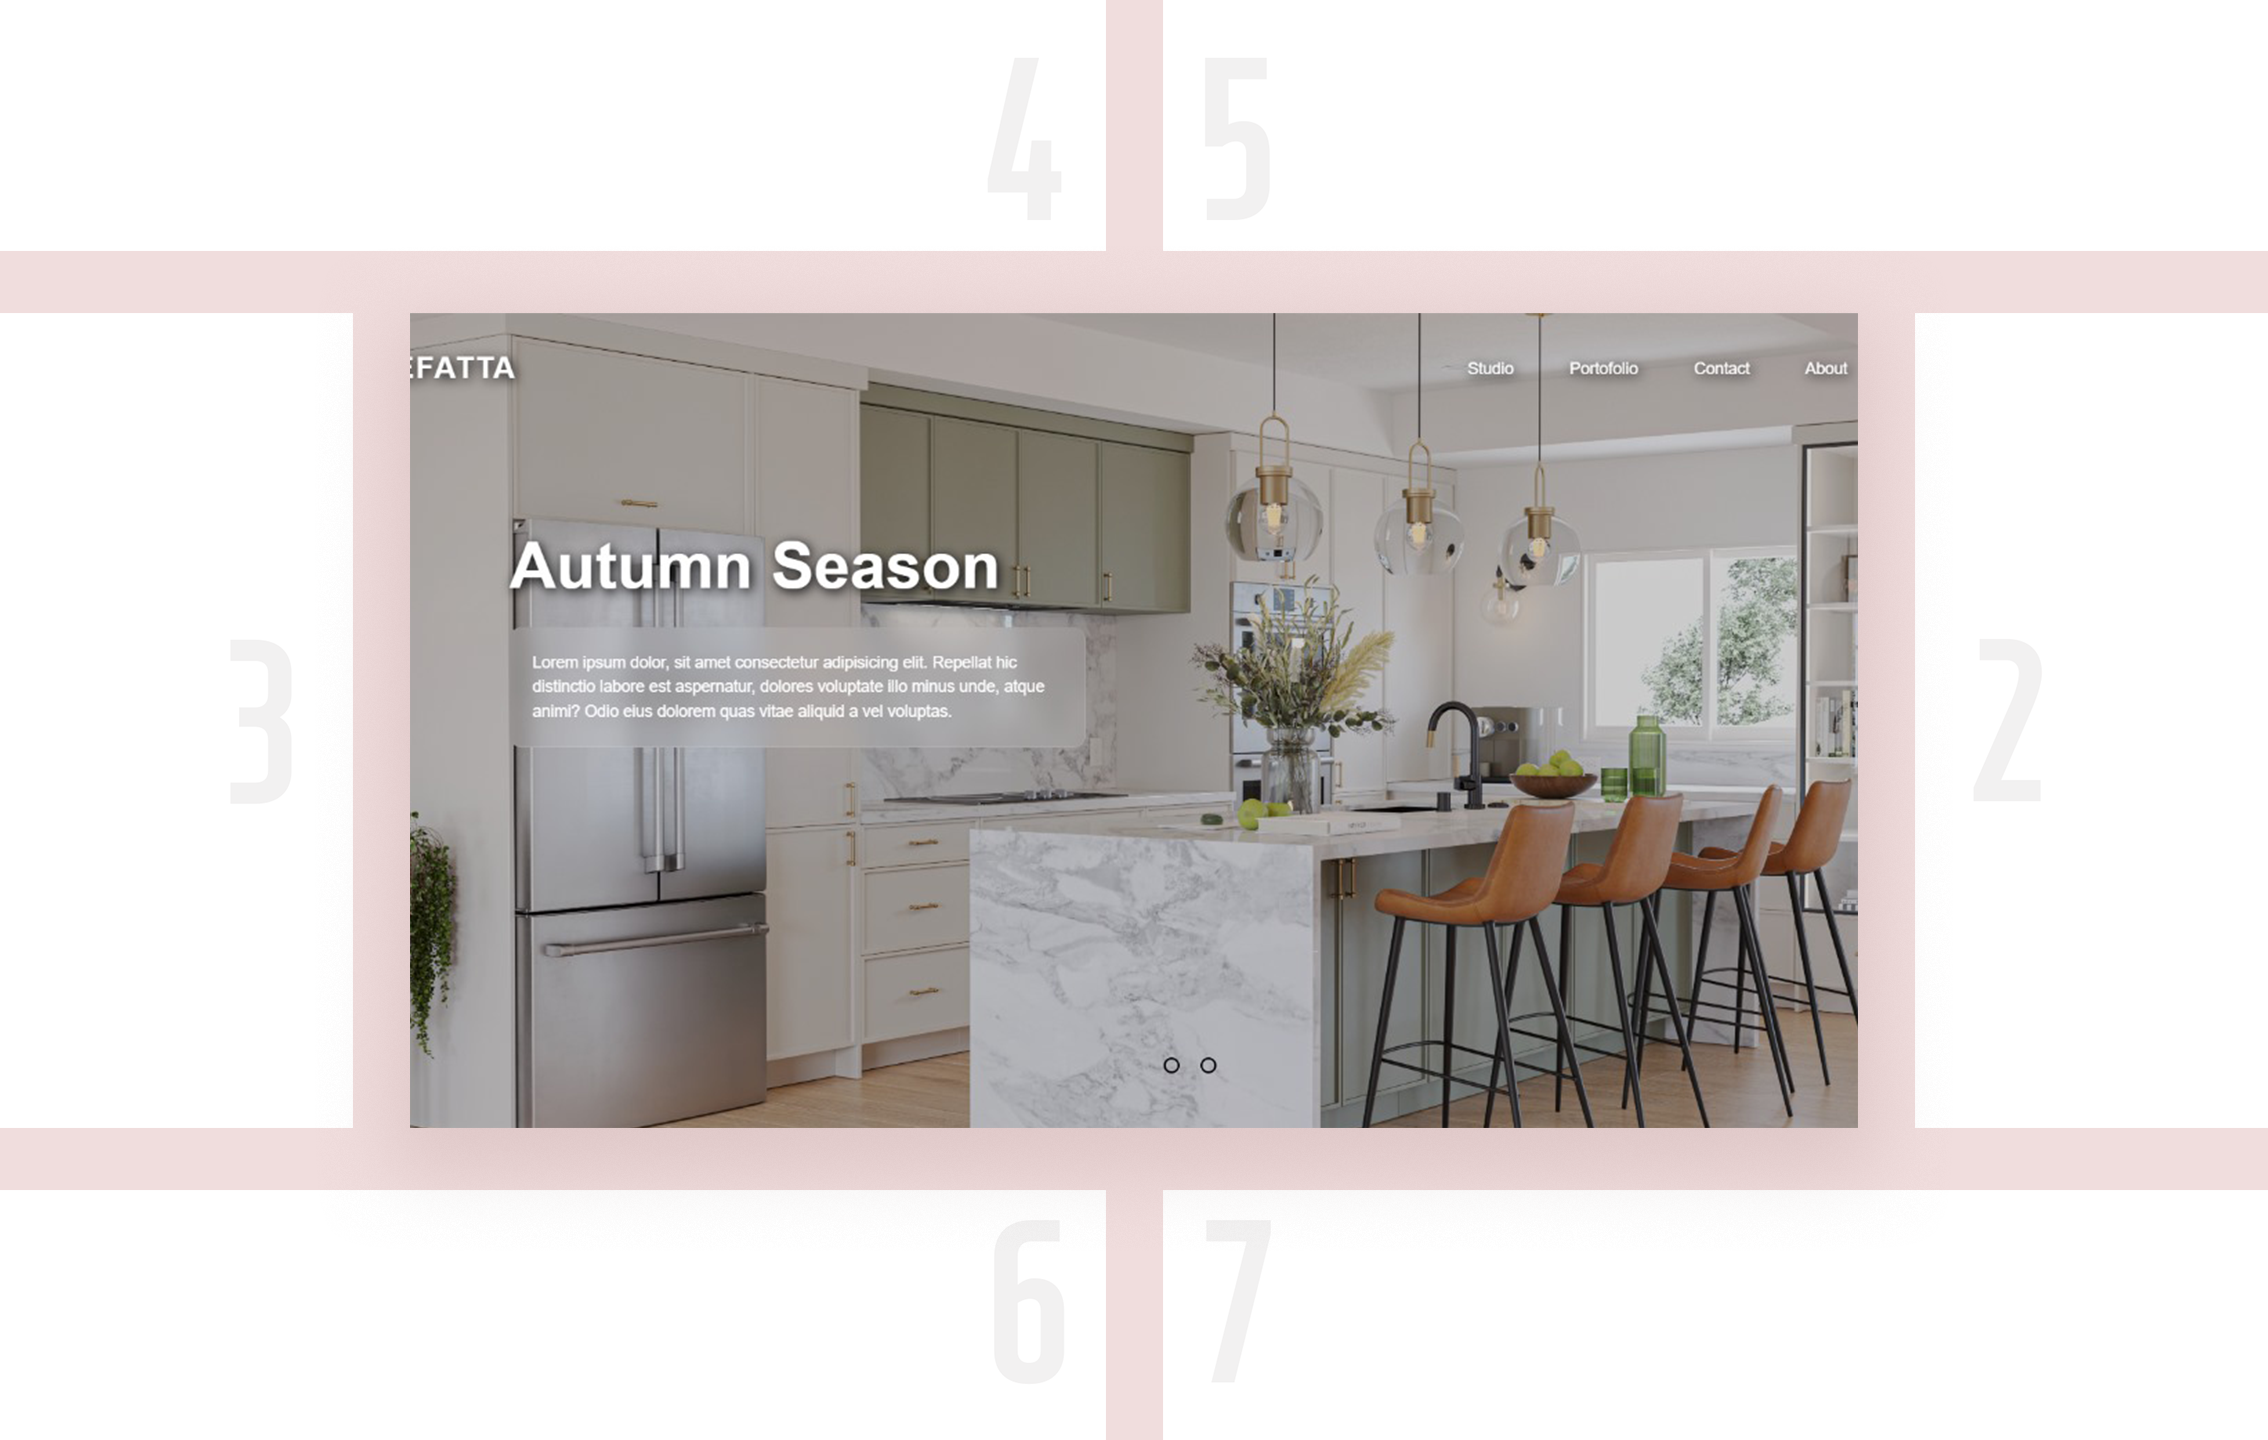 4 5
EFATTA
Studio Portofolio Contact About
Autumn Season
Lorem ipsum dolor, sit amet consectetur adipisicing elit. Repellat hic
distinctio labore est aspernatur, dolores voluptate illo minus unde, atque
animi? Odio eius dolorem quas vitae aliquid a vel voluptas.
3 2
6 7